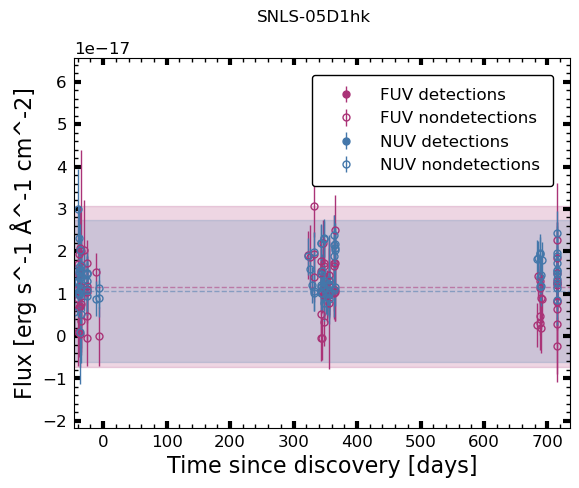 SNLS-05D1hk
1e−17
Flux [erg s^-1 Å^-1 cm^-2]
6
5
4
3
2
1
0
−1
−2
FUV detections
FUV nondetections
NUV detections
NUV nondetections
0 100 200 300 400 500 600 700
Time since discovery [days]